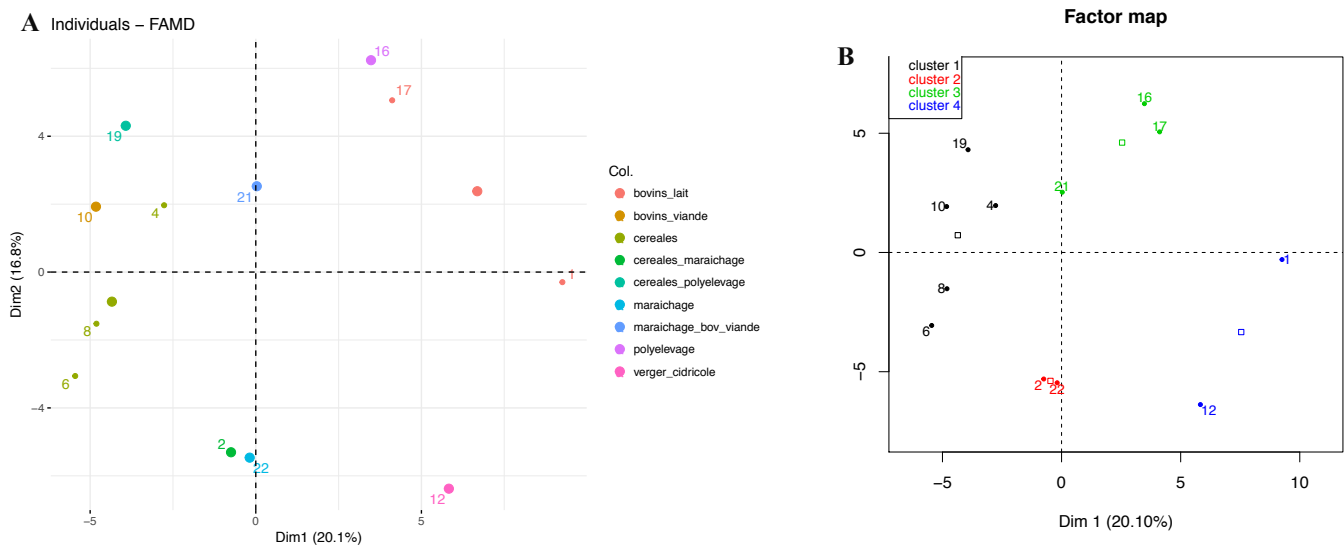 A Individuals – FAMD
16
17
19
21
4
10
1
8
6
2
22
12
4
0
−4
−5
0
5
Dim2 (16.8%)
Dim1 (20.1%)
Col.
bovins_lait
bovins_viande
cereales
cereales_maraichage
cereales_polyelevage
maraichage
maraichage_bov_viande
polyelevage
verger_cidricole
Factor map
B
cluster 1
cluster 2
cluster 3
cluster 4
16
17
19
21
10
4
1
8
6
2
22
12
5
0
−5
−5
0
5
10
Dim 1 (20.10%)